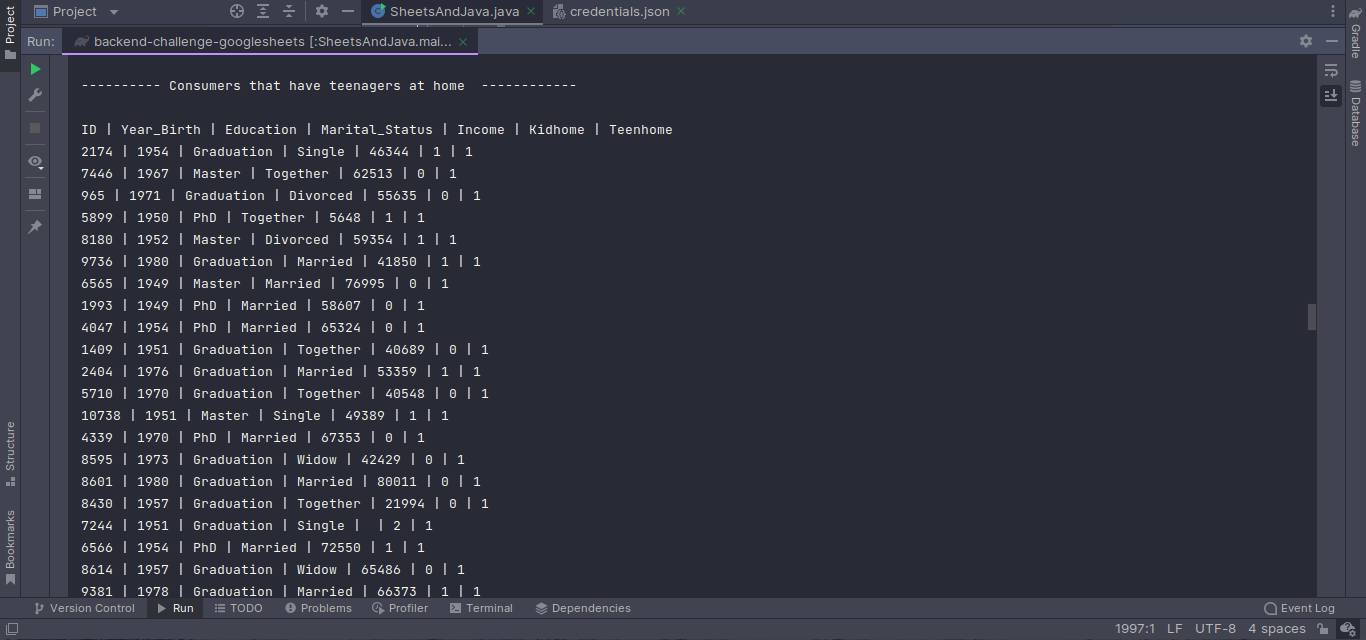 Project
SheetsAndJava.java
credentials.json
Project
Run:
backend-challenge-googlesheets [:SheetsAndJava.mai...
Gradle
Database
---------- Consumers that have teenagers at home  ------------
ID | Year_Birth | Education | Marital_Status | Income | Kidhome | Teenhome
2174 | 1954 | Graduation | Single | 46344 | 1 | 1
7446 | 1967 | Master | Together | 62513 | 0 | 1
965 | 1971 | Graduation | Divorced | 55635 | 0 | 1
5899 | 1950 | PhD | Together | 5648 | 1 | 1
8180 | 1952 | Master | Divorced | 59354 | 1 | 1
9736 | 1980 | Graduation | Married | 41850 | 1 | 1
6565 | 1949 | Master | Married | 76995 | 0 | 1
1993 | 1949 | PhD | Married | 58607 | 0 | 1
4047 | 1954 | PhD | Married | 65324 | 0 | 1
1409 | 1951 | Graduation | Together | 40689 | 0 | 1
2404 | 1976 | Graduation | Married | 53359 | 1 | 1
5710 | 1970 | Graduation | Together | 40548 | 0 | 1
10738 | 1951 | Master | Single | 49389 | 1 | 1
4339 | 1970 | PhD | Married | 67353 | 0 | 1
8595 | 1973 | Graduation | Widow | 42429 | 0 | 1
8601 | 1980 | Graduation | Married | 80011 | 0 | 1
8430 | 1957 | Graduation | Together | 21994 | 0 | 1
7244 | 1951 | Graduation | Single |  | 2 | 1
6566 | 1954 | PhD | Married | 72550 | 1 | 1
8614 | 1957 | Graduation | Widow | 65486 | 0 | 1
9381 | 1978 | Graduation | Married | 66373 | 1 | 1
Structure
Bookmarks
Version Control
Run
TODO
Problems
Profiler
Terminal
Dependencies
Event Log
1997:1
LF
UTF-8
4 spaces